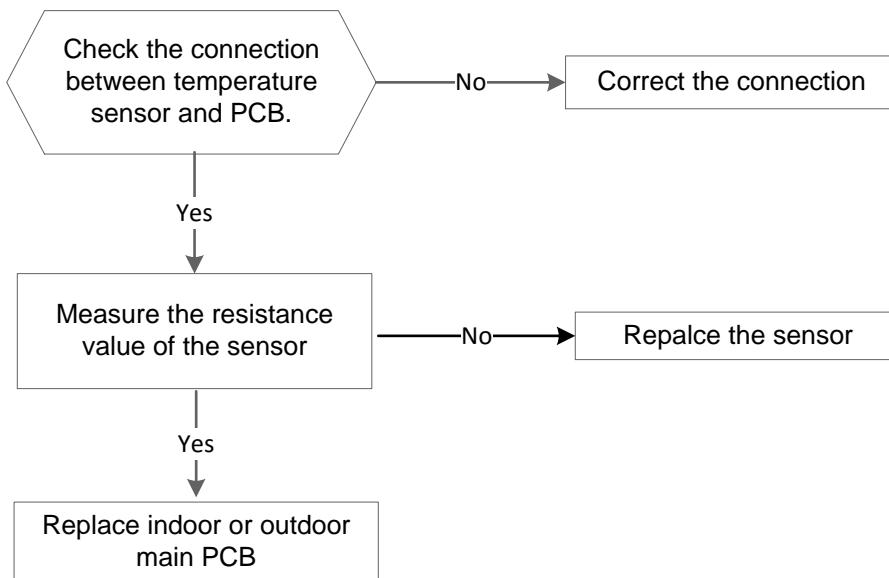 Check the connection
between temperature
sensor and PCB.
No
Correct the connection
Yes
Measure the resistance
value of the sensor
No
Repalce the sensor
Yes
Replace indoor or outdoor
main PCB